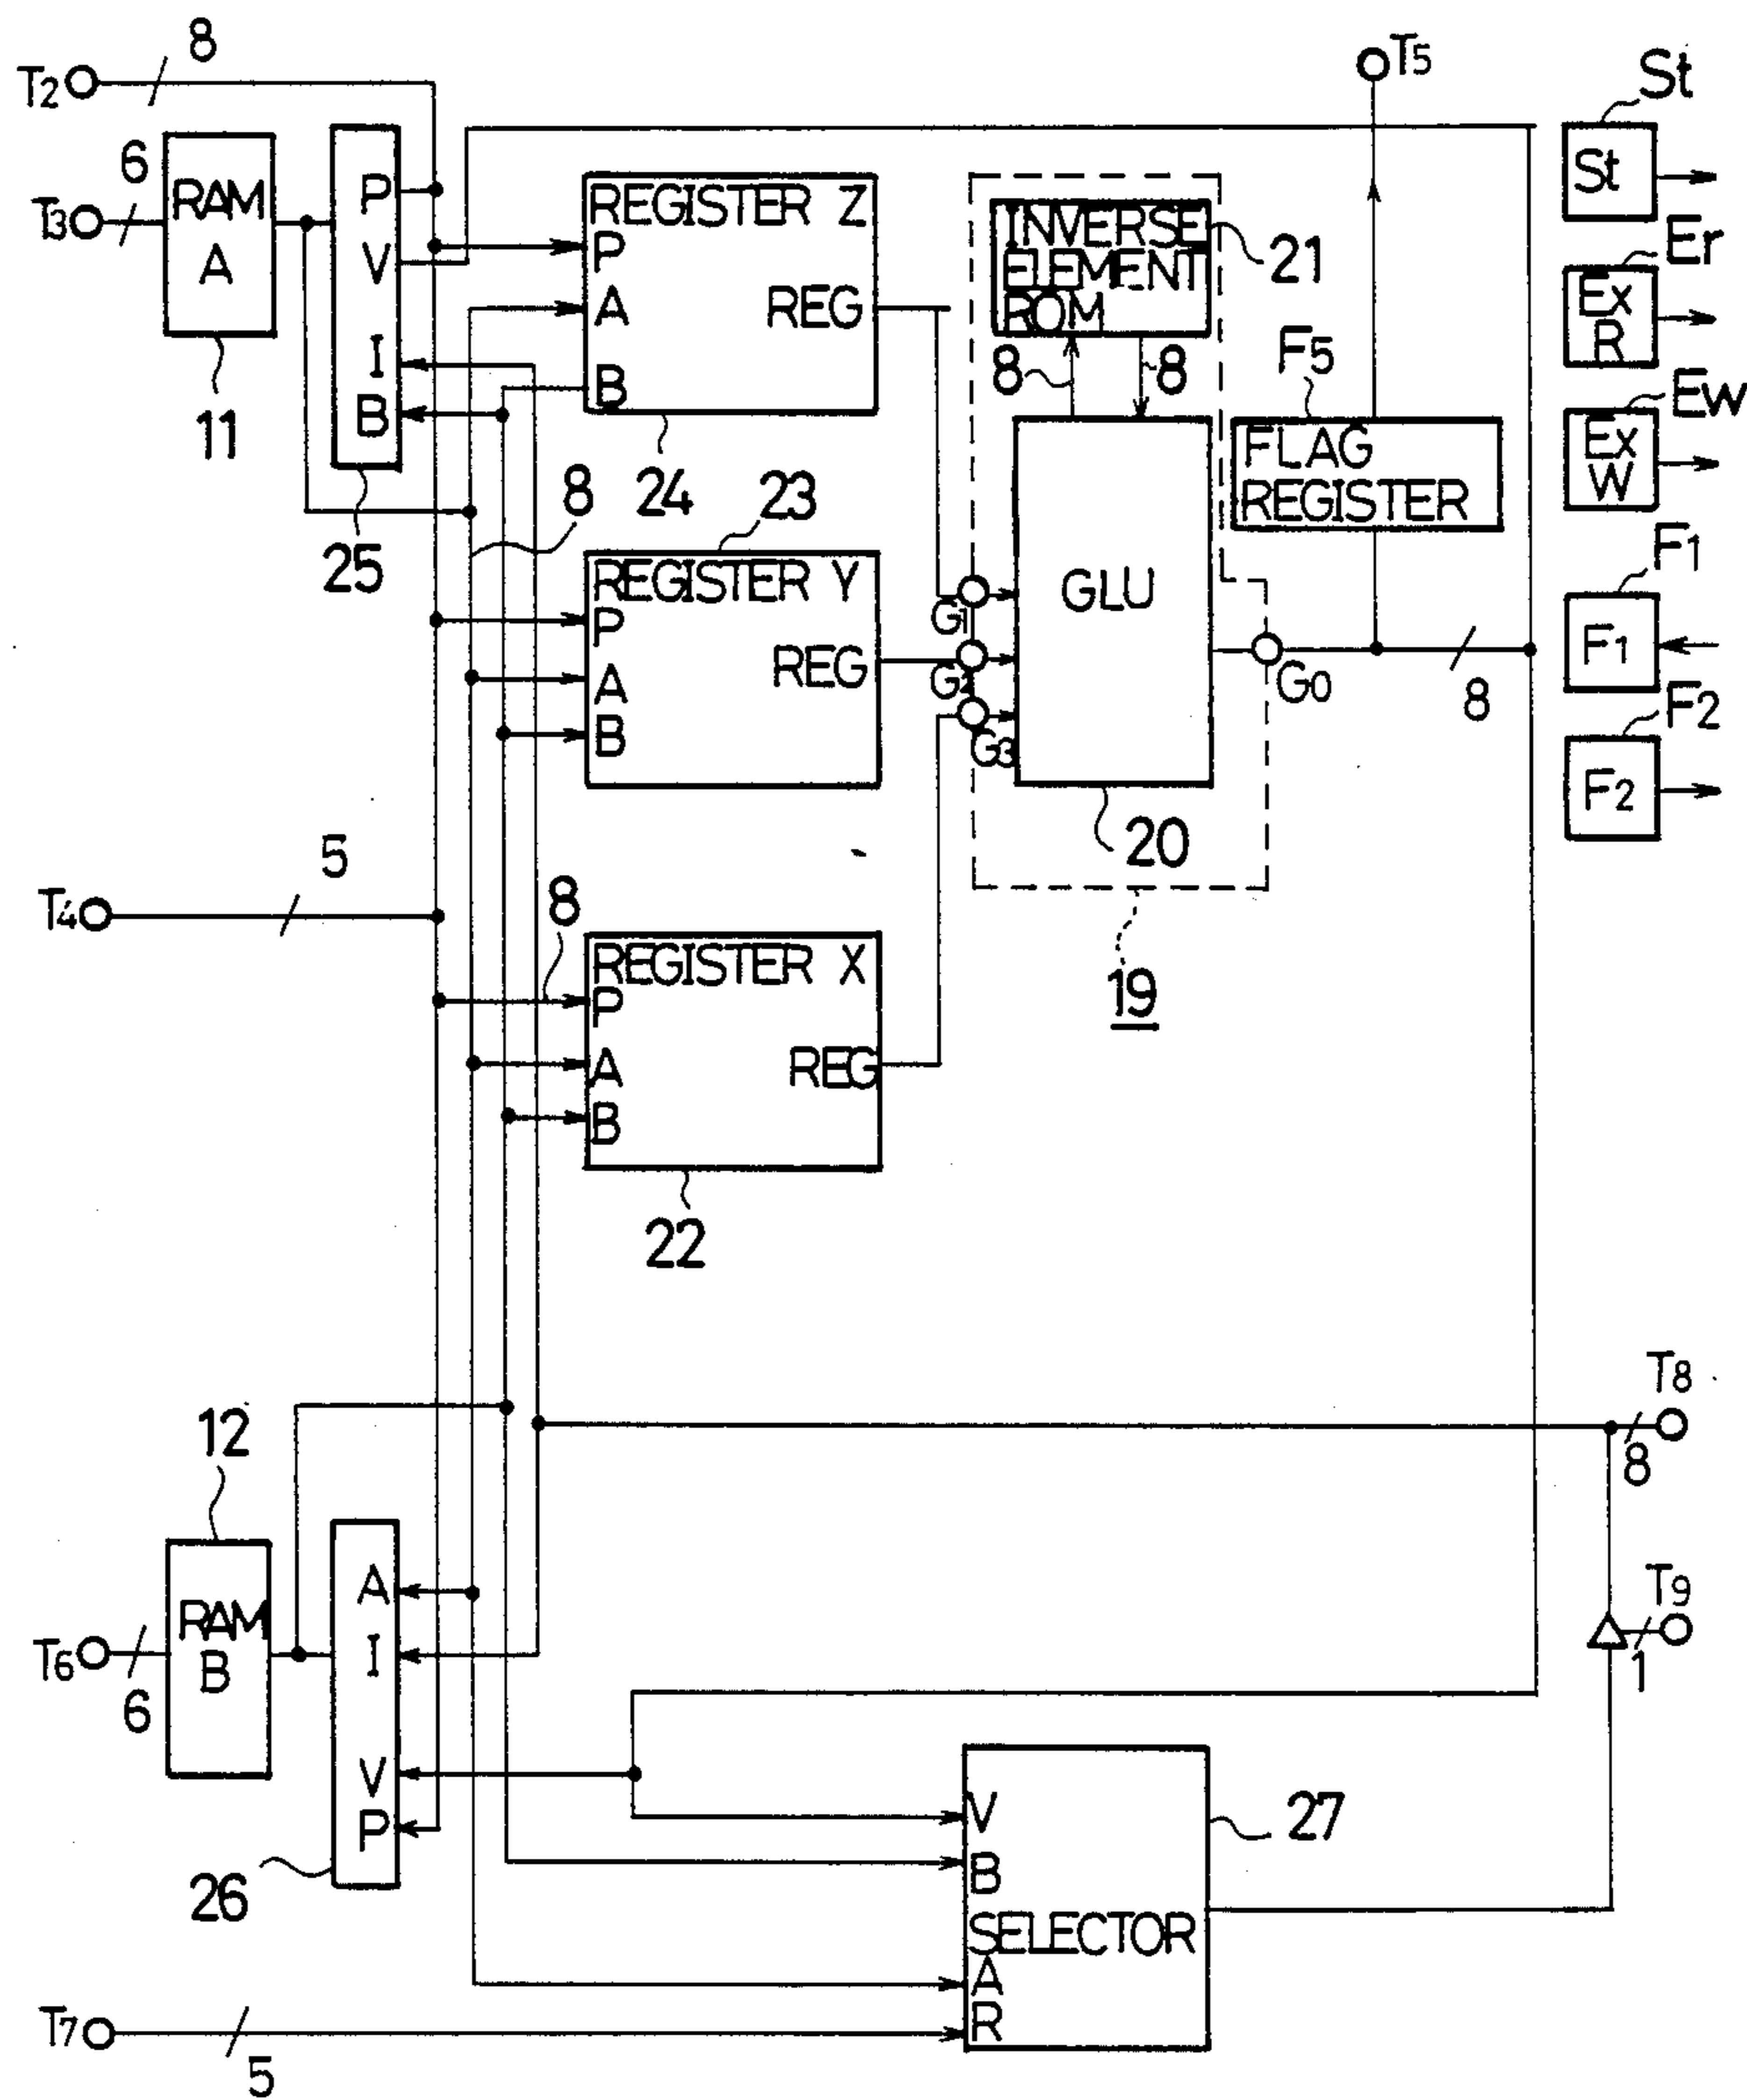 T2
8
T5
St
St
T3
6
RAM
A
11
P
V
I
B
25
REGISTER Z
P
A
REG
B
24
INVERSE
ELEMENT
ROM
21
8
8
Er
Ex
R
F5
FLAG
REGISTER
Ew
Ex
W
8
23
REGISTER Y
P
REG
A
B
G1
G2
G3
GLU
20
G0
8
F1
F1
F2
F2
T4
5
8
REGISTER X
P
REG
A
B
22
19
T8
8
12
RAM
B
T6
6
A
I
V
P
26
T9
1
V
B
SELECTOR
A
R
27
T7
5